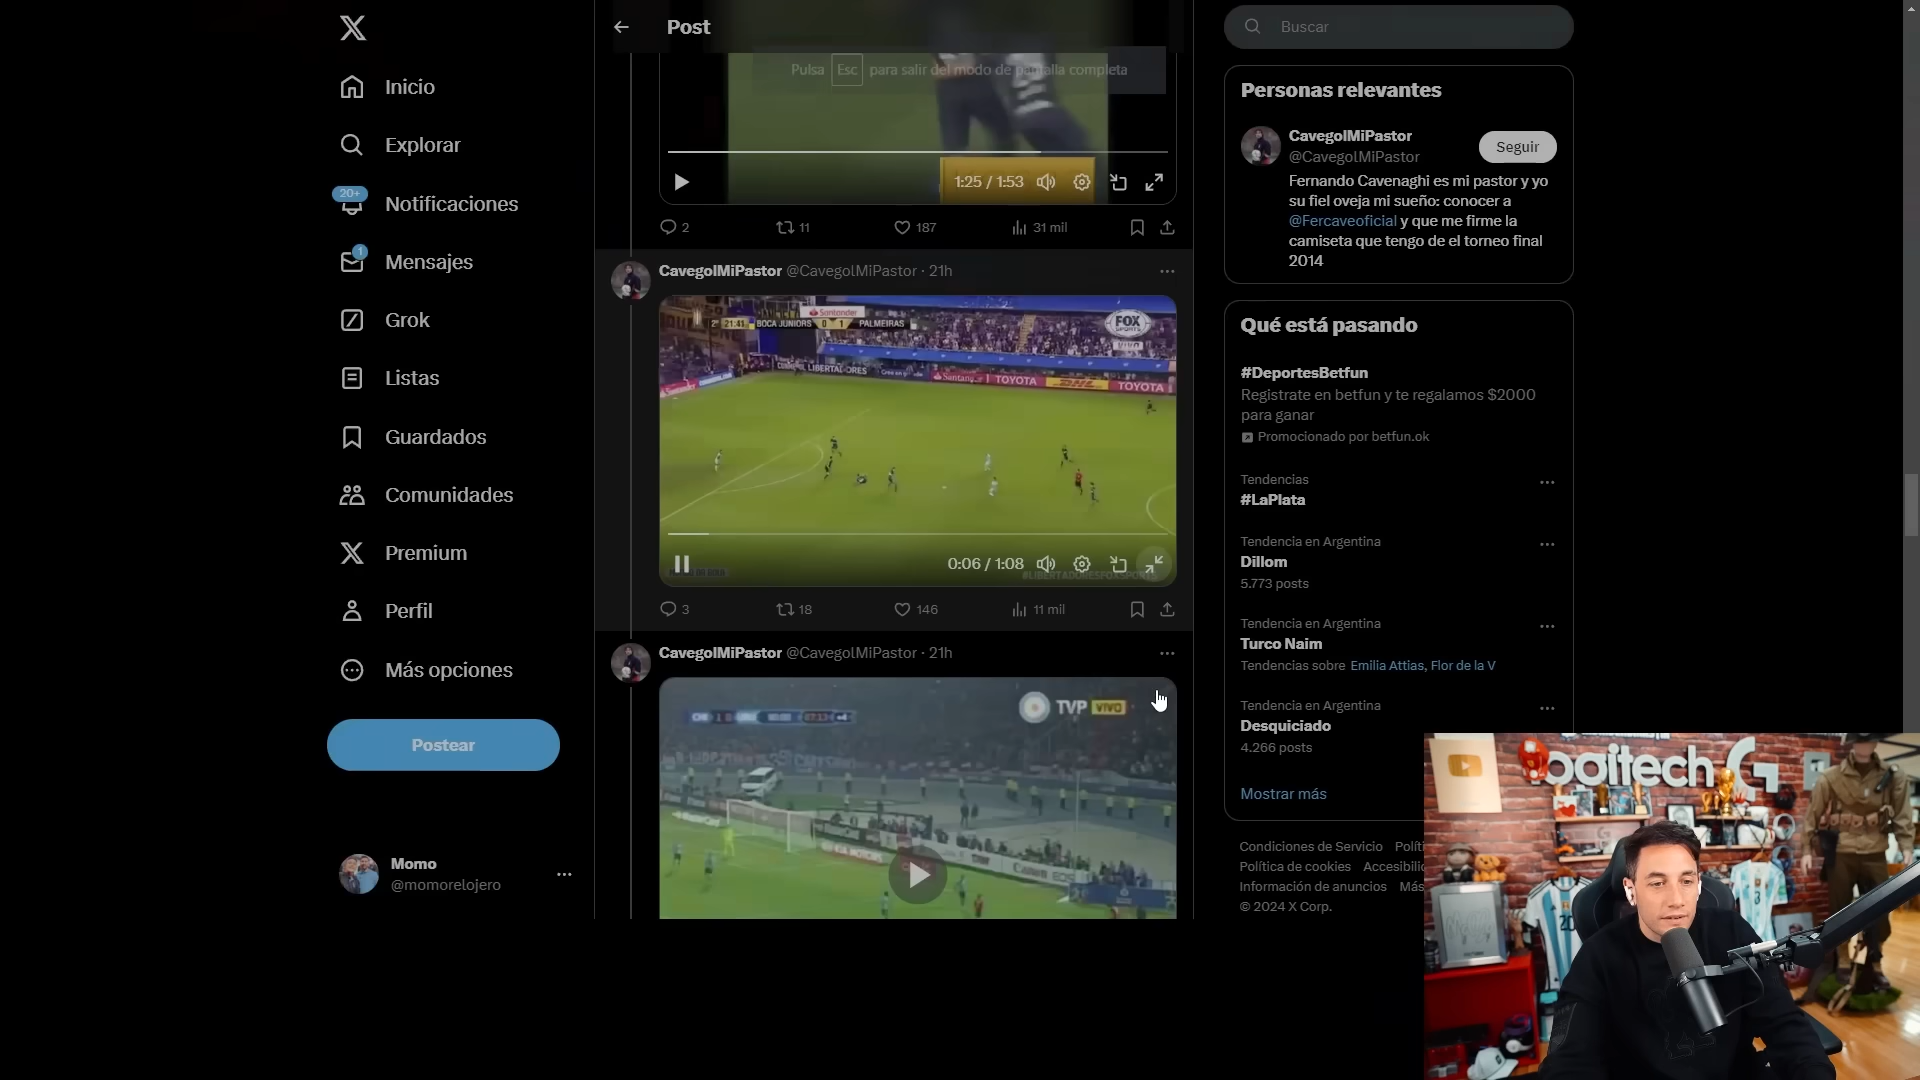 Inicio
Explorar
20+
Notificaciones
1
Mensajes
Grok
Listas
Guardados
Comunidades
Premium
Perfil
Más opciones
Postear
Momo
@momorelojero
Post
Pulsa Esc para salir del modo de pantalla completa
1:25 / 1:53
2
11
187
31 mil
CavegolMiPastor @CavegolMiPastor · 21h
Santander
2º 21:41 BOCA JUNIORS 0 1 PALMEIRAS
FOX
SPORTS
VIVO
TOYOTA
DHL
TOYOTA
0:06 / 1:08
3
18
146
11 mil
CavegolMiPastor @CavegolMiPastor · 21h
TVP VIVO
Buscar
Personas relevantes
CavegolMiPastor
@CavegolMiPastor
Seguir
Fernando Cavenaghi es mi pastor y yo
su fiel oveja mi sueño: conocer a
@Fercaveoficial y que me firme la
camiseta que tengo de el torneo final
2014
Qué está pasando
#DeportesBetfun
Registrate en betfun y te regalamos $2000
para ganar
Promocionado por betfun.ok
Tendencias
#LaPlata
Tendencia en Argentina
Dillom
5.773 posts
Tendencia en Argentina
Turco Naim
Tendencias sobre Emilia Attias, Flor de la V
Tendencia en Argentina
Desquiciado
4.266 posts
Mostrar más
Condiciones de Servicio Políti
Política de cookies Accesibilid
Información de anuncios Más
© 2024 X Corp.
logitech G